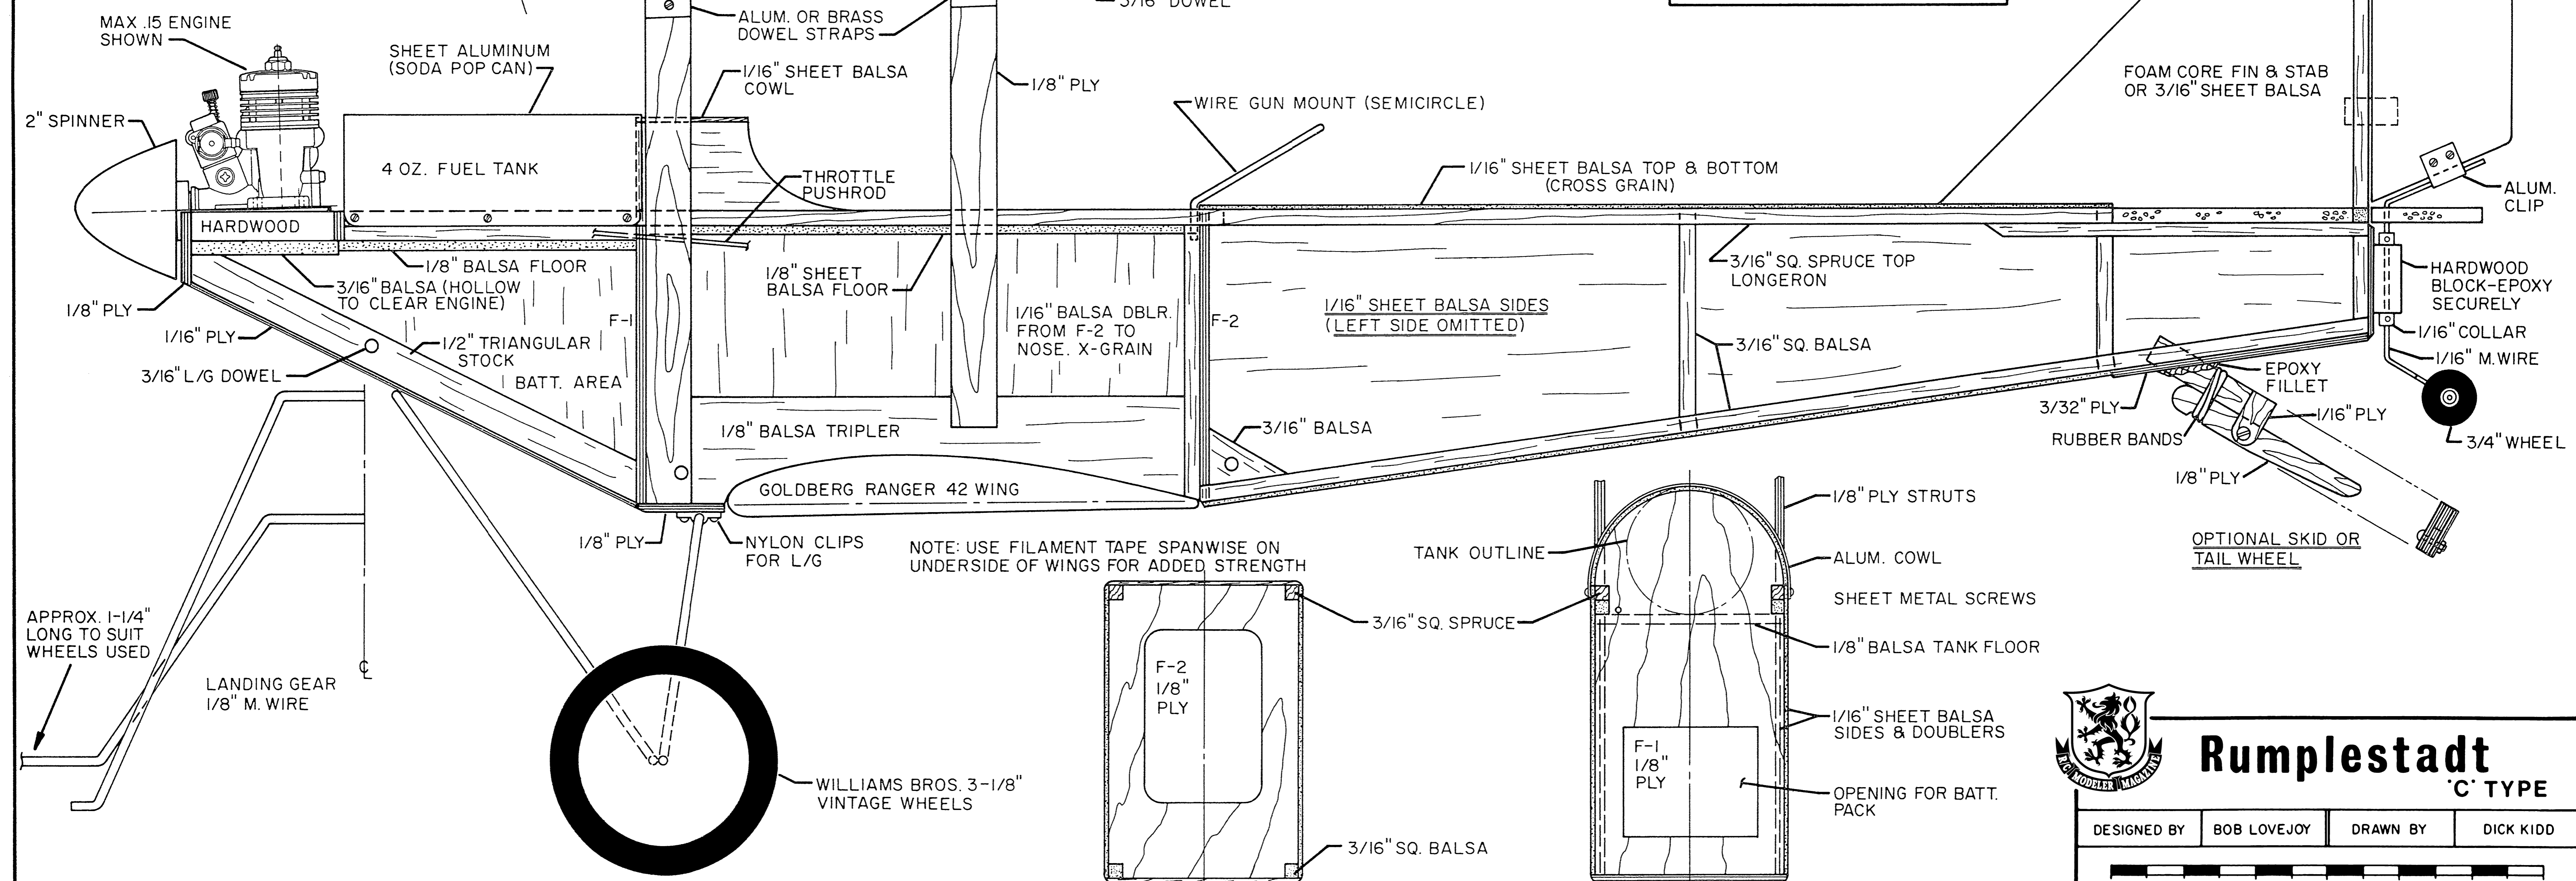 MAX .15 ENGINE
SHOWN
SHEET ALUMINUM
(SODA POP CAN)
ALUM. OR BRASS
DOWEL STRAPS
3/16" DOWEL
1/16" SHEET BALSA
COWL
1/8" PLY
WIRE GUN MOUNT (SEMICIRCLE)
FOAM CORE FIN & STAB
OR 3/16" SHEET BALSA
2" SPINNER
4 OZ. FUEL TANK
THROTTLE
PUSHROD
1/16" SHEET BALSA TOP & BOTTOM
(CROSS GRAIN)
ALUM.
CLIP
HARDWOOD
1/8" BALSA FLOOR
3/16" BALSA (HOLLOW
TO CLEAR ENGINE)
1/8" SHEET
BALSA FLOOR
3/16" SQ. SPRUCE TOP
LONGERON
HARDWOOD
BLOCK-EPOXY
SECURELY
1/8" PLY
1/16" PLY
F-1
1/16" BALSA DBLR.
FROM F-2 TO
NOSE. X-GRAIN
F-2
1/16" SHEET BALSA SIDES
(LEFT SIDE OMITTED)
1/16" COLLAR
1/2" TRIANGULAR
STOCK
3/16" SQ. BALSA
1/16" M.WIRE
3/16" L/G DOWEL
BATT. AREA
EPOXY
FILLET
3/32" PLY
1/16" PLY
1/8" BALSA TRIPLER
3/16" BALSA
RUBBER BANDS
3/4" WHEEL
1/8" PLY
GOLDBERG RANGER 42 WING
1/8" PLY STRUTS
1/8" PLY
NYLON CLIPS
FOR L/G
NOTE: USE FILAMENT TAPE SPANWISE ON
UNDERSIDE OF WINGS FOR ADDED STRENGTH
TANK OUTLINE
ALUM. COWL
OPTIONAL SKID OR
TAIL WHEEL
SHEET METAL SCREWS
APPROX. 1-1/4"
LONG TO SUIT
WHEELS USED
3/16" SQ. SPRUCE
1/8" BALSA TANK FLOOR
LANDING GEAR
1/8" M. WIRE
F-2
1/8"
PLY
1/16" SHEET BALSA
SIDES & DOUBLERS
F-1
1/8"
PLY
WILLIAMS BROS. 3-1/8"
VINTAGE WHEELS
OPENING FOR BATT.
PACK
3/16" SQ. BALSA
R/C MODELER MAGAZINE
Rumplestadt
'C' TYPE
DESIGNED BY BOB LOVEJOY DRAWN BY DICK KIDD